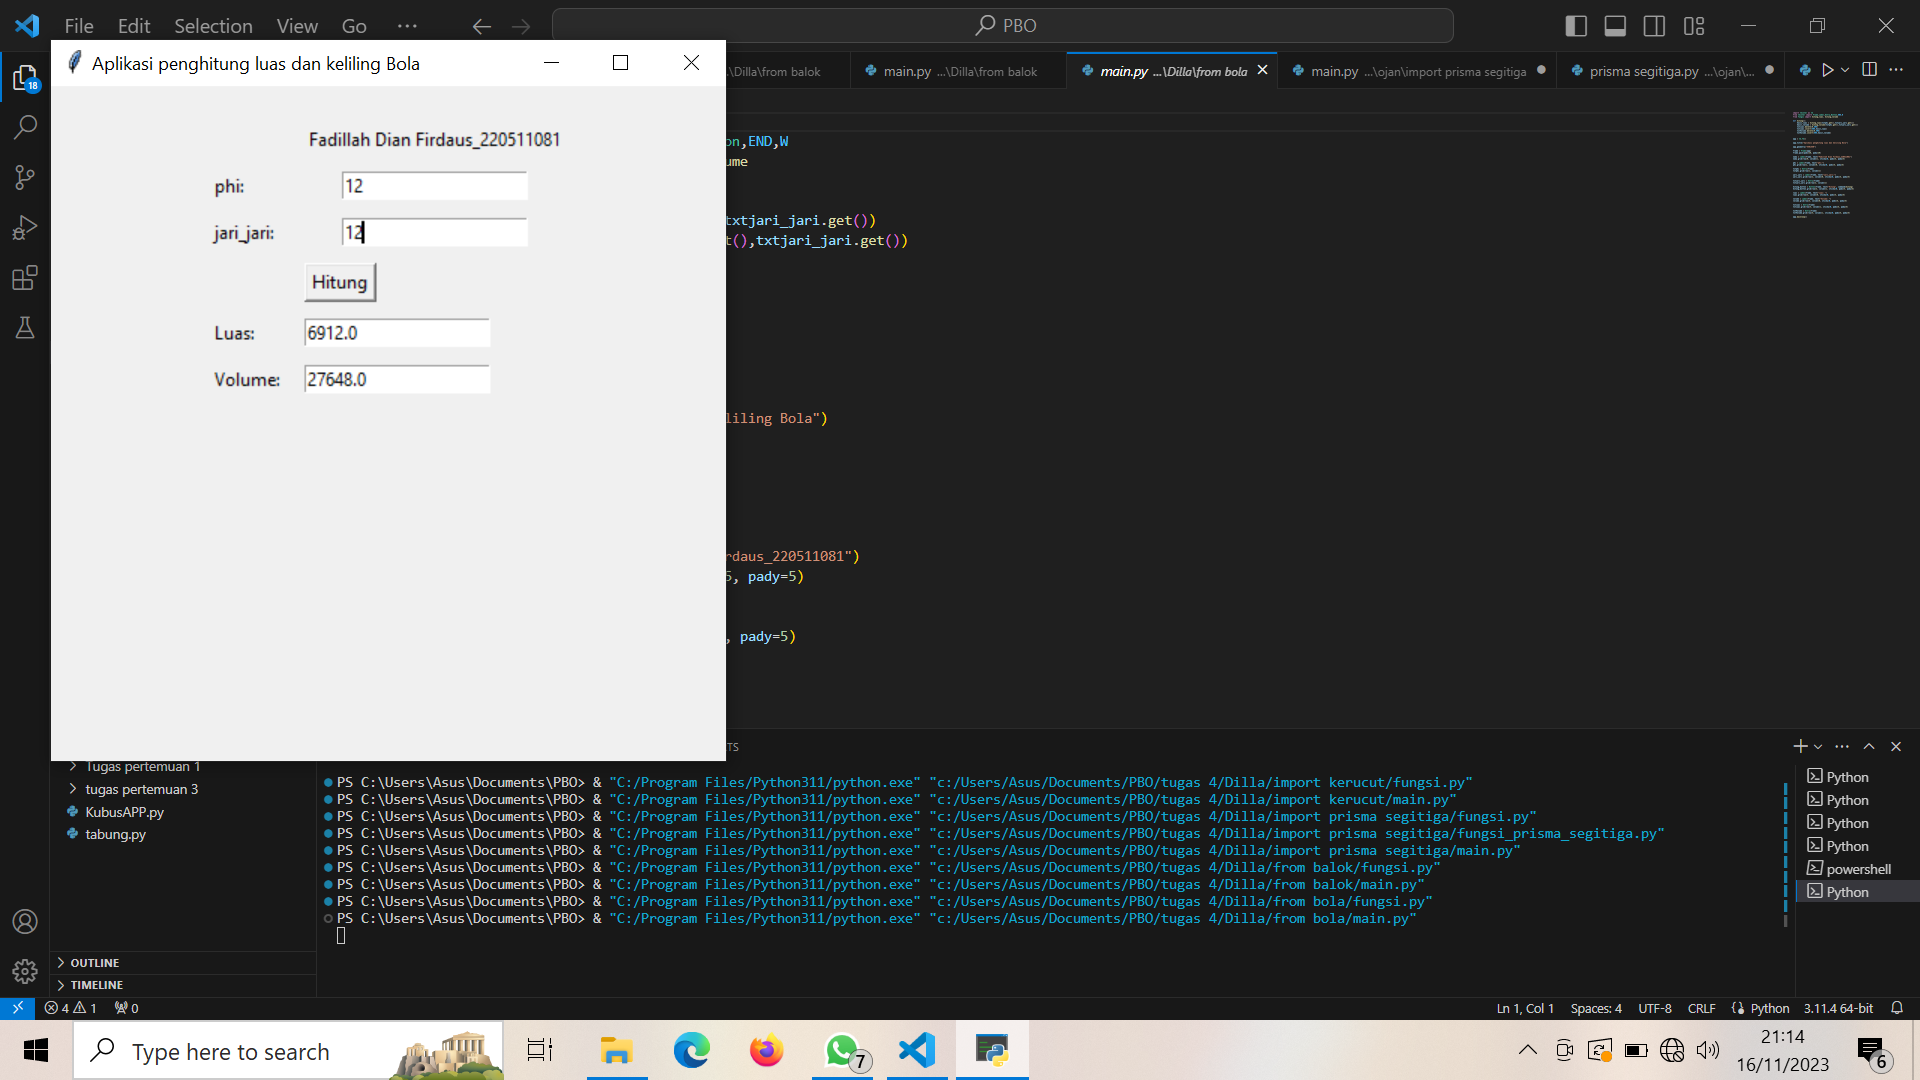 File Edit Selection View Go ···
PBO
Aplikasi penghitung luas dan keliling Bola
Fadillah Dian Firdaus_220511081
phi: 12
jari_jari: 12
Hitung
Luas: 6912.0
Volume: 27648.0
18
.\Dilla\from balok
main.py ...\Dilla\from balok
main.py ...\Dilla\from bola
main.py ...\ojan\import prisma segitiga
prisma segitiga.py ...\ojan\...
on,END,W
ume
txtjari_jari.get())
t(),txtjari_jari.get())
liling Bola")
rdaus_220511081")
5, pady=5)
, pady=5)
TS
Tugas pertemuan 1
tugas pertemuan 3
KubusAPP.py
tabung.py
OUTLINE
TIMELINE
PS C:\Users\Asus\Documents\PBO> & "C:/Program Files/Python311/python.exe" "c:/Users/Asus/Documents/PBO/tugas 4/Dilla/import kerucut/fungsi.py"
PS C:\Users\Asus\Documents\PBO> & "C:/Program Files/Python311/python.exe" "c:/Users/Asus/Documents/PBO/tugas 4/Dilla/import kerucut/main.py"
PS C:\Users\Asus\Documents\PBO> & "C:/Program Files/Python311/python.exe" "c:/Users/Asus/Documents/PBO/tugas 4/Dilla/import prisma segitiga/fungsi.py"
PS C:\Users\Asus\Documents\PBO> & "C:/Program Files/Python311/python.exe" "c:/Users/Asus/Documents/PBO/tugas 4/Dilla/import prisma segitiga/fungsi_prisma_segitiga.py"
PS C:\Users\Asus\Documents\PBO> & "C:/Program Files/Python311/python.exe" "c:/Users/Asus/Documents/PBO/tugas 4/Dilla/import prisma segitiga/main.py"
PS C:\Users\Asus\Documents\PBO> & "C:/Program Files/Python311/python.exe" "c:/Users/Asus/Documents/PBO/tugas 4/Dilla/from balok/fungsi.py"
PS C:\Users\Asus\Documents\PBO> & "C:/Program Files/Python311/python.exe" "c:/Users/Asus/Documents/PBO/tugas 4/Dilla/from balok/main.py"
PS C:\Users\Asus\Documents\PBO> & "C:/Program Files/Python311/python.exe" "c:/Users/Asus/Documents/PBO/tugas 4/Dilla/from bola/fungsi.py"
PS C:\Users\Asus\Documents\PBO> & "C:/Program Files/Python311/python.exe" "c:/Users/Asus/Documents/PBO/tugas 4/Dilla/from bola/main.py"
Python
Python
Python
Python
powershell
Python
4 1 0
Ln 1, Col 1 Spaces: 4 UTF-8 CRLF Python 3.11.4 64-bit
Type here to search
7
21:14
16/11/2023
6